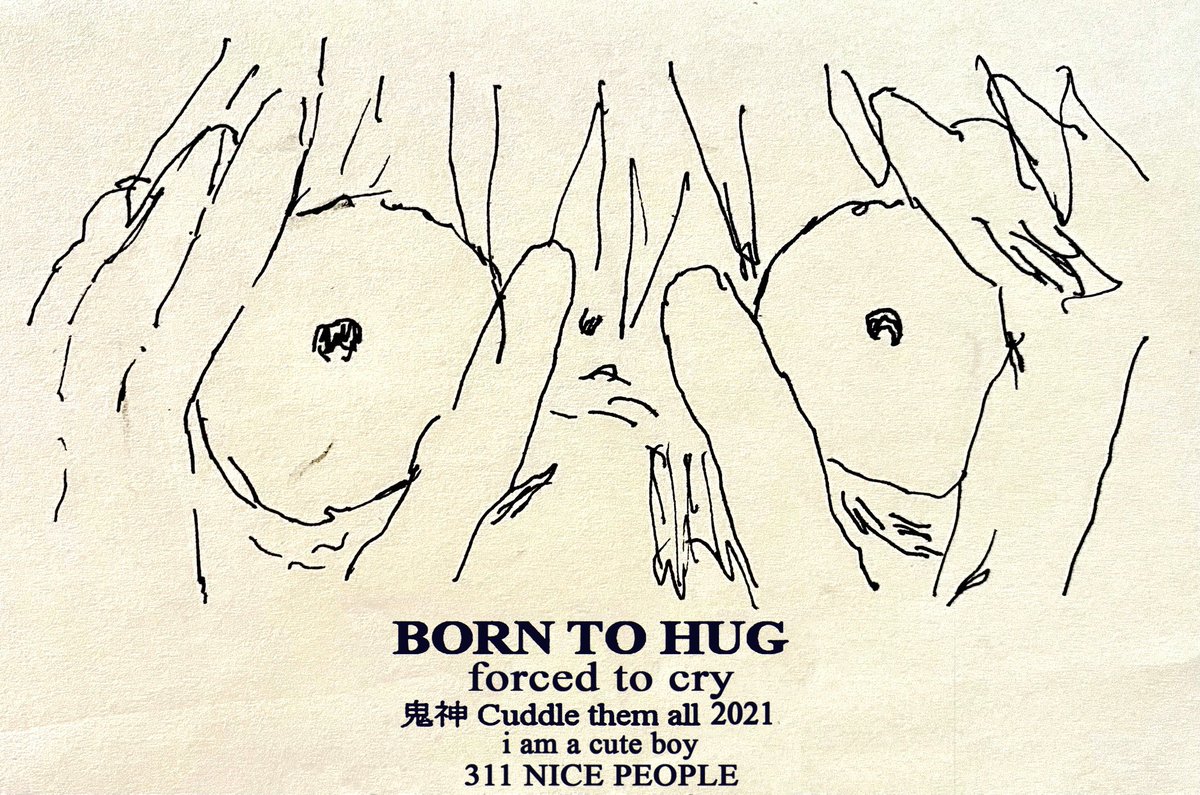 BORN TO HUG
forced to cry
鬼神 Cuddle them all 2021
i am a cute boy
311 NICE PEOPLE